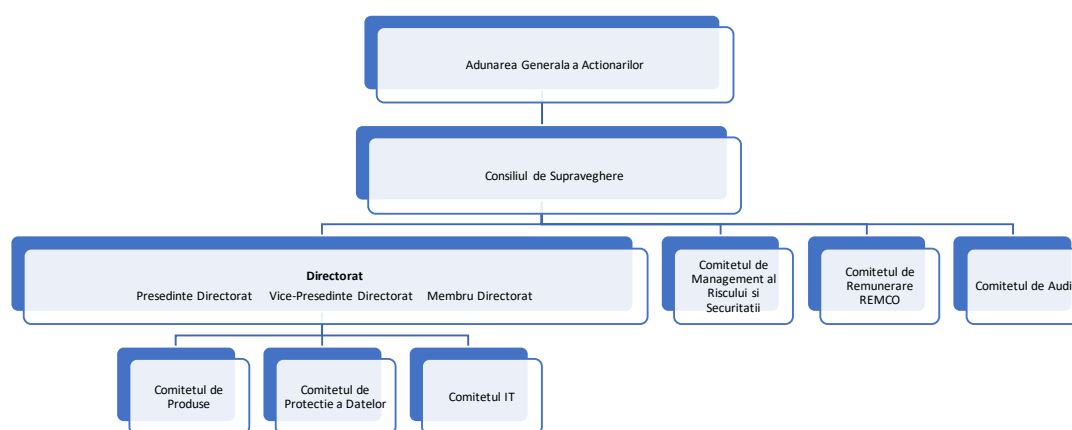 Adunarea Generala a Actionarilor
Consiliul de Supraveghere
Directorat
Presedinte Directorat Vice-Presedinte Directorat Membru Directorat
Comitetul de
Management al
Riscului si
Securitatii
Comitetul de
Remunerare
REMCO
Comitetul de Audi
Comitetul de
Produse
Comitetul de
Protectie a Datelor
Comitetul IT